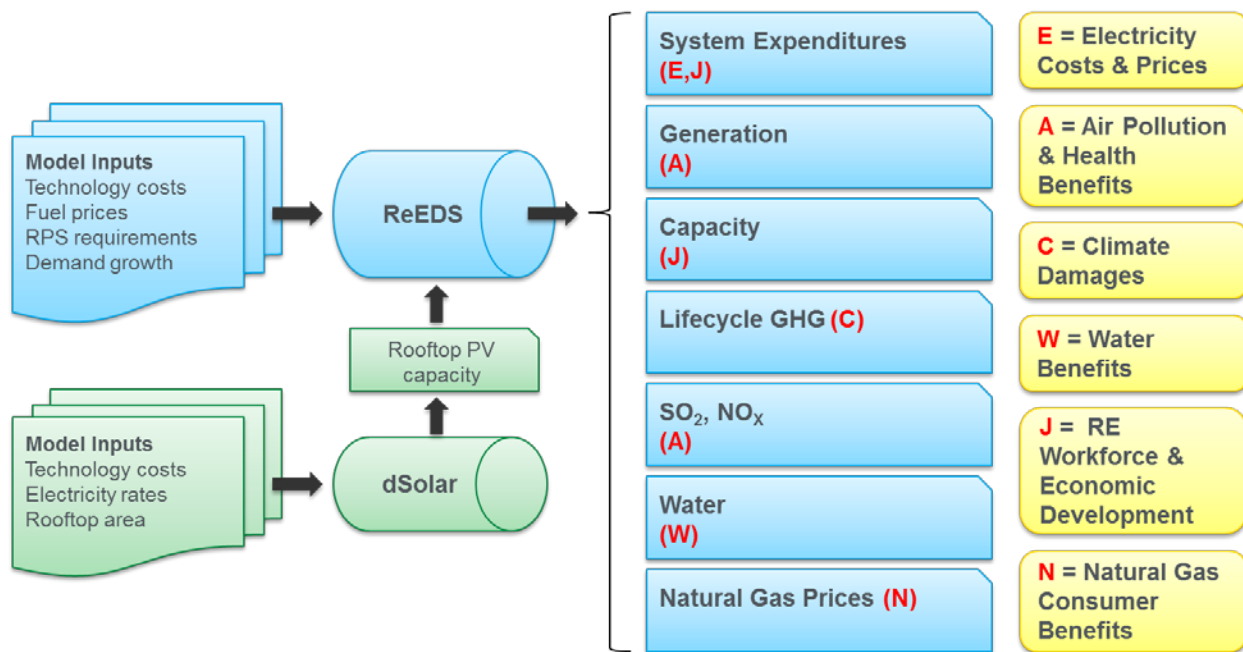 Model Inputs
Technology costs
Fuel prices
RPS requirements
Demand growth
ReEDS
Rooftop PV
capacity
Model Inputs
Technology costs
Electricity rates
Rooftop area
dSolar
System Expenditures
(E,J)
Generation
(A)
Capacity
(J)
Lifecycle GHG (C)
SO₂, NOₓ
(A)
Water
(W)
Natural Gas Prices (N)
E = Electricity
Costs & Prices
A = Air Pollution
& Health
Benefits
C = Climate
Damages
W = Water
Benefits
J = RE
Workforce &
Economic
Development
N = Natural Gas
Consumer
Benefits